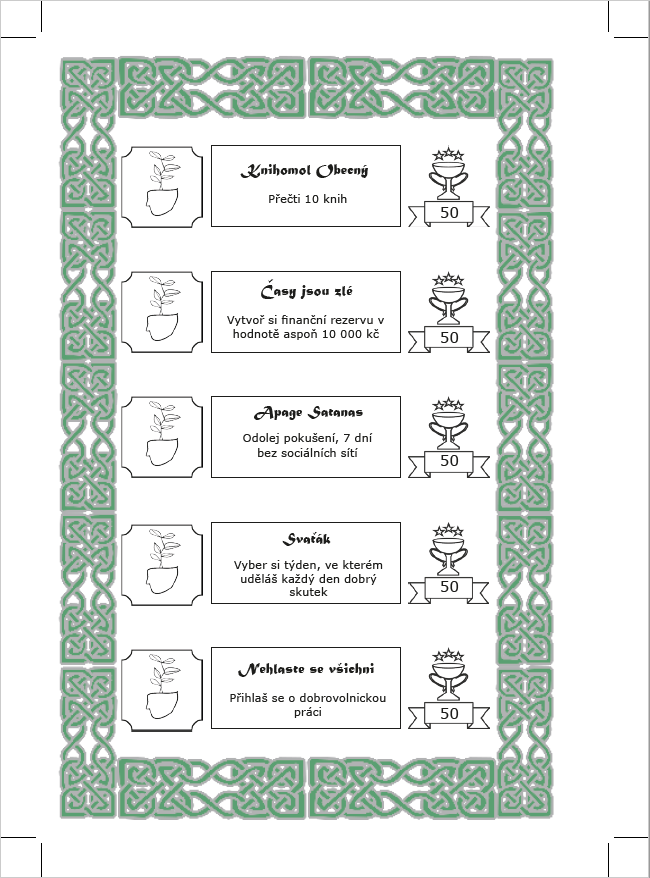 Knihomol Obecný
Přečti 10 knih
50
Časy jsou zlé
Vytvoř si finanční rezervu v
hodnotě aspoň 10 000 kč
50
Apage Satanas
Odolej pokušení, 7 dní
bez sociálních sítí
50
Svaťák
Vyber si týden, ve kterém
uděláš každý den dobrý
skutek
50
Nehlaste se všichni
Přihlaš se o dobrovolnickou
práci
50